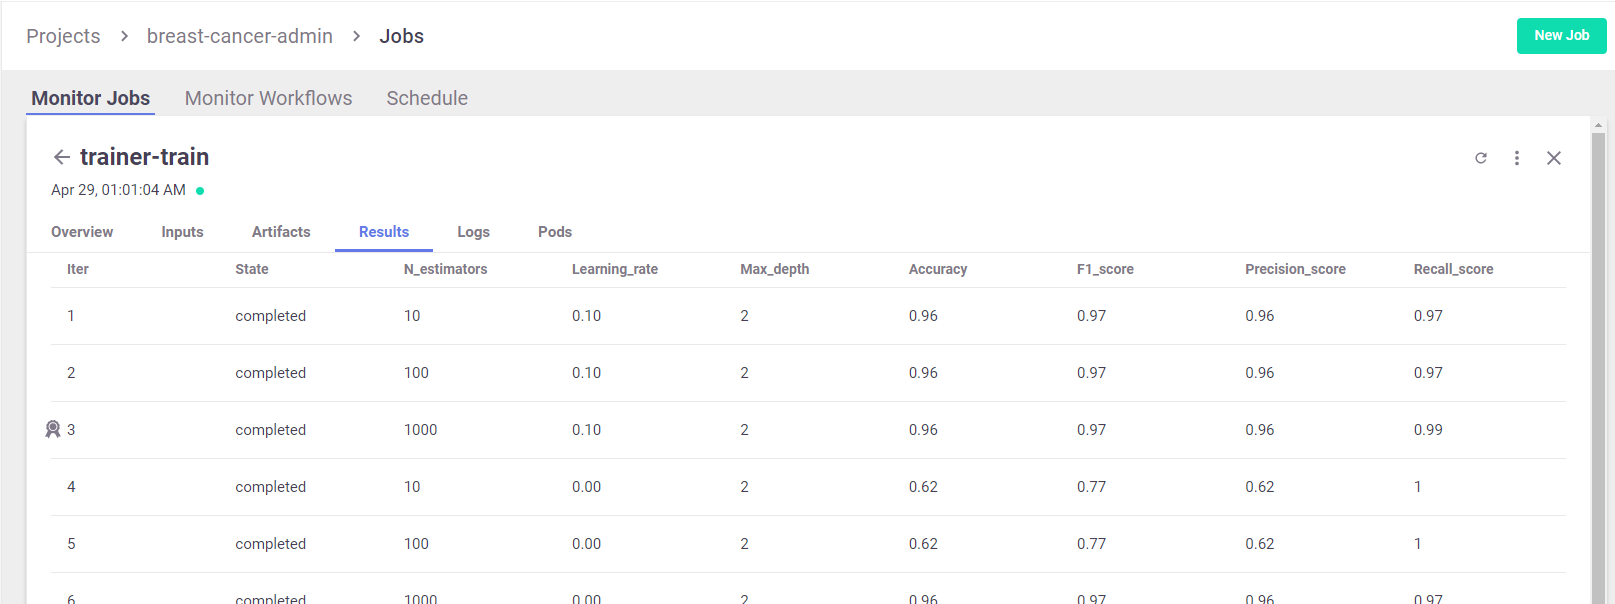 Projects > breast-cancer-admin > Jobs
New Job
Monitor Jobs Monitor Workflows Schedule
trainer-train
Apr 29, 01:01:04 AM
Overview Inputs Artifacts Results Logs Pods
Iter State N_estimators Learning_rate Max_depth Accuracy F1_score Precision_score Recall_score
1 completed 10 0.10 2 0.96 0.97 0.96 0.97
2 completed 100 0.10 2 0.96 0.97 0.96 0.97
3 completed 1000 0.10 2 0.96 0.97 0.96 0.99
4 completed 10 0.00 2 0.62 0.77 0.62 1
5 completed 100 0.00 2 0.62 0.77 0.62 1
6 completed 1000 0.00 2 0.96 0.97 0.96 0.97